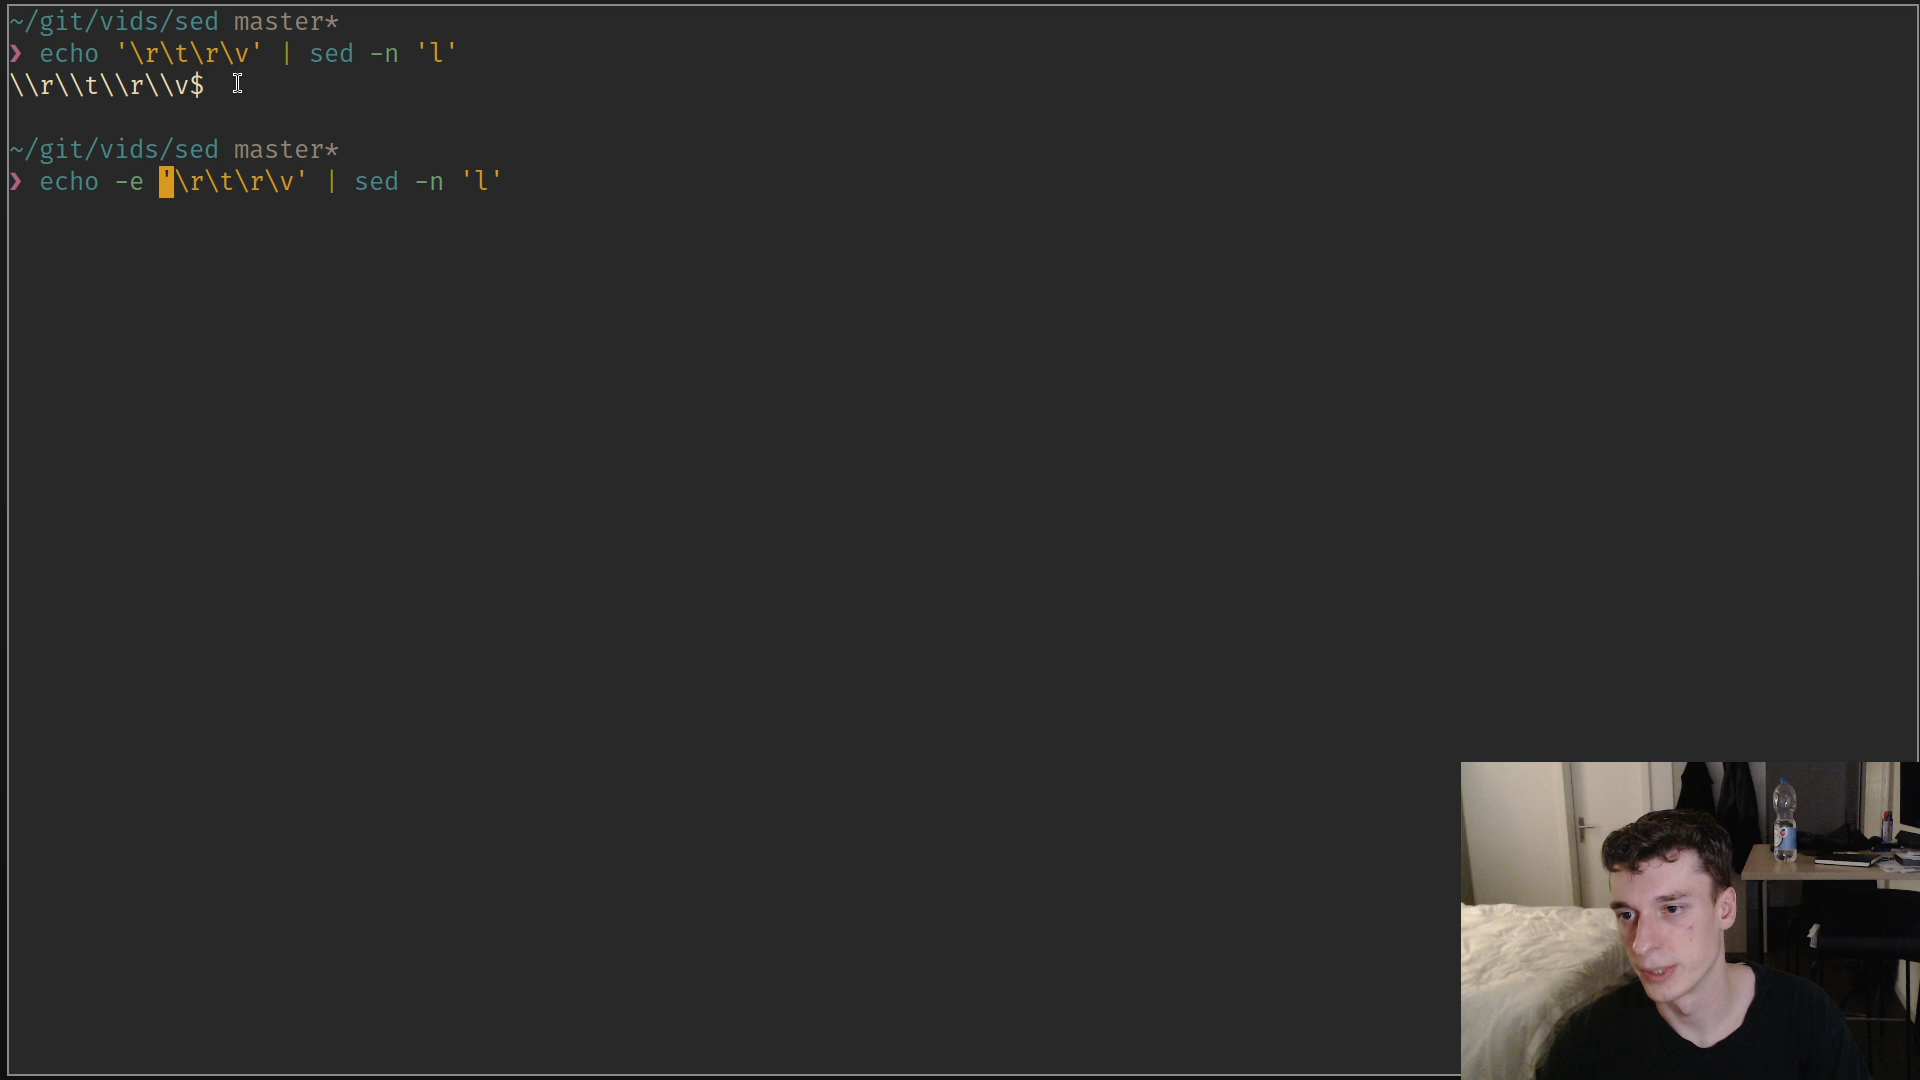 ~/git/vids/sed master*
❯ echo '\r\t\r\v' | sed -n 'l'
\\r\\t\\r\\v$
~/git/vids/sed master*
❯ echo -e '\r\t\r\v' | sed -n 'l'